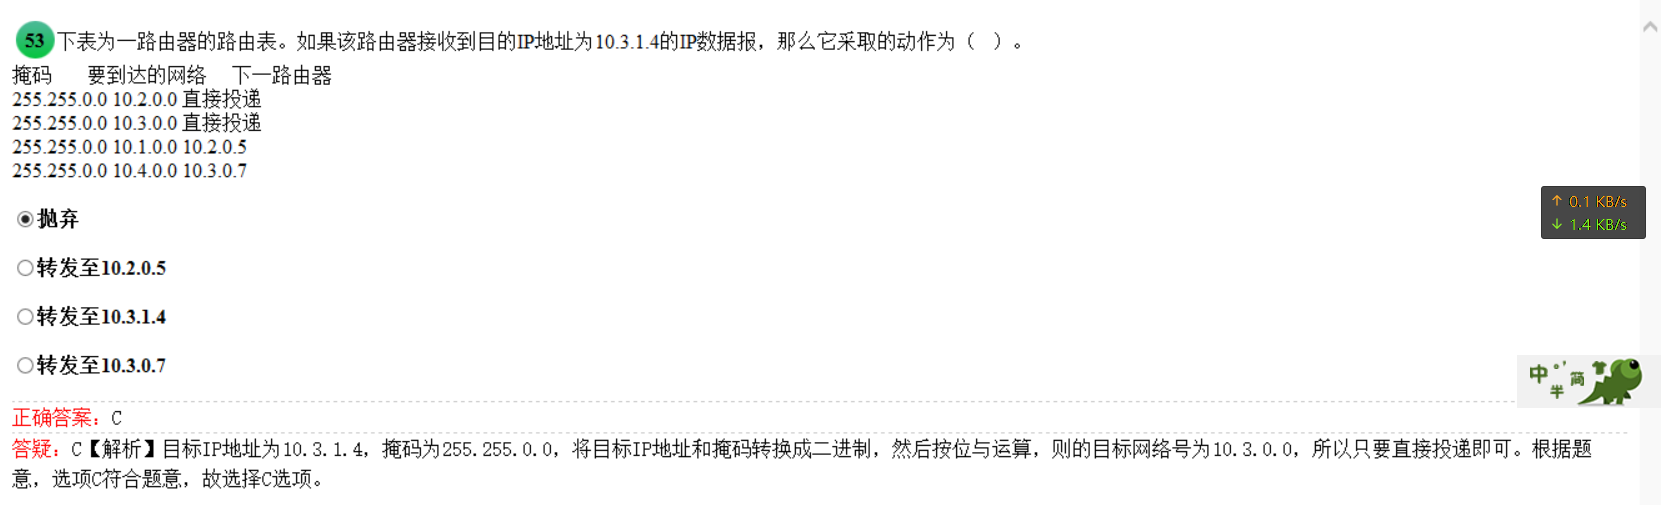 53 下表为一路由器的路由表。如果该路由器接收到目的IP地址为10.3.1.4的IP数据报，那么它采取的动作为（ ）。
掩码 要到达的网络 下一路由器
255.255.0.0 10.2.0.0 直接投递
255.255.0.0 10.3.0.0 直接投递
255.255.0.0 10.1.0.0 10.2.0.5
255.255.0.0 10.4.0.0 10.3.0.7
抛弃
↑ 0.1 KB/s
↓ 1.4 KB/s
转发至10.2.0.5
转发至10.3.1.4
转发至10.3.0.7
中 °’ 简
半
正确答案：C
答疑：C【解析】目标IP地址为10.3.1.4，掩码为255.255.0.0，将目标IP地址和掩码转换成二进制，然后按位与运算，则的目标网络号为10.3.0.0，所以只要直接投递即可。根据题
意，选项C符合题意，故选择C选项。